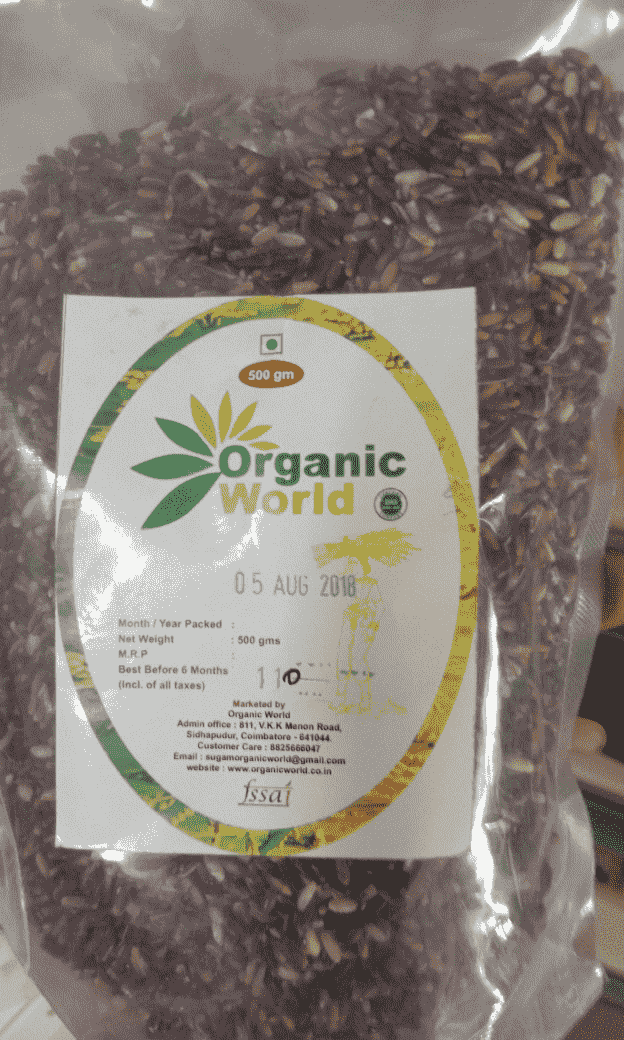 500 gm
Organic
World
05 AUG 2018
Month / Year Packed :
Net Weight : 500 gms
M.R.P :
Best Before 6 Months
110
(Incl. of all taxes)
Marketed by
Organic World
Admin office : 811, V.K.K Menon Road,
Sidhapudur, Coimbatore - 641044.
Customer Care : 8825666047
Email : sugamorganicworld@gmail.com
website : www.organicworld.co.in
fssai